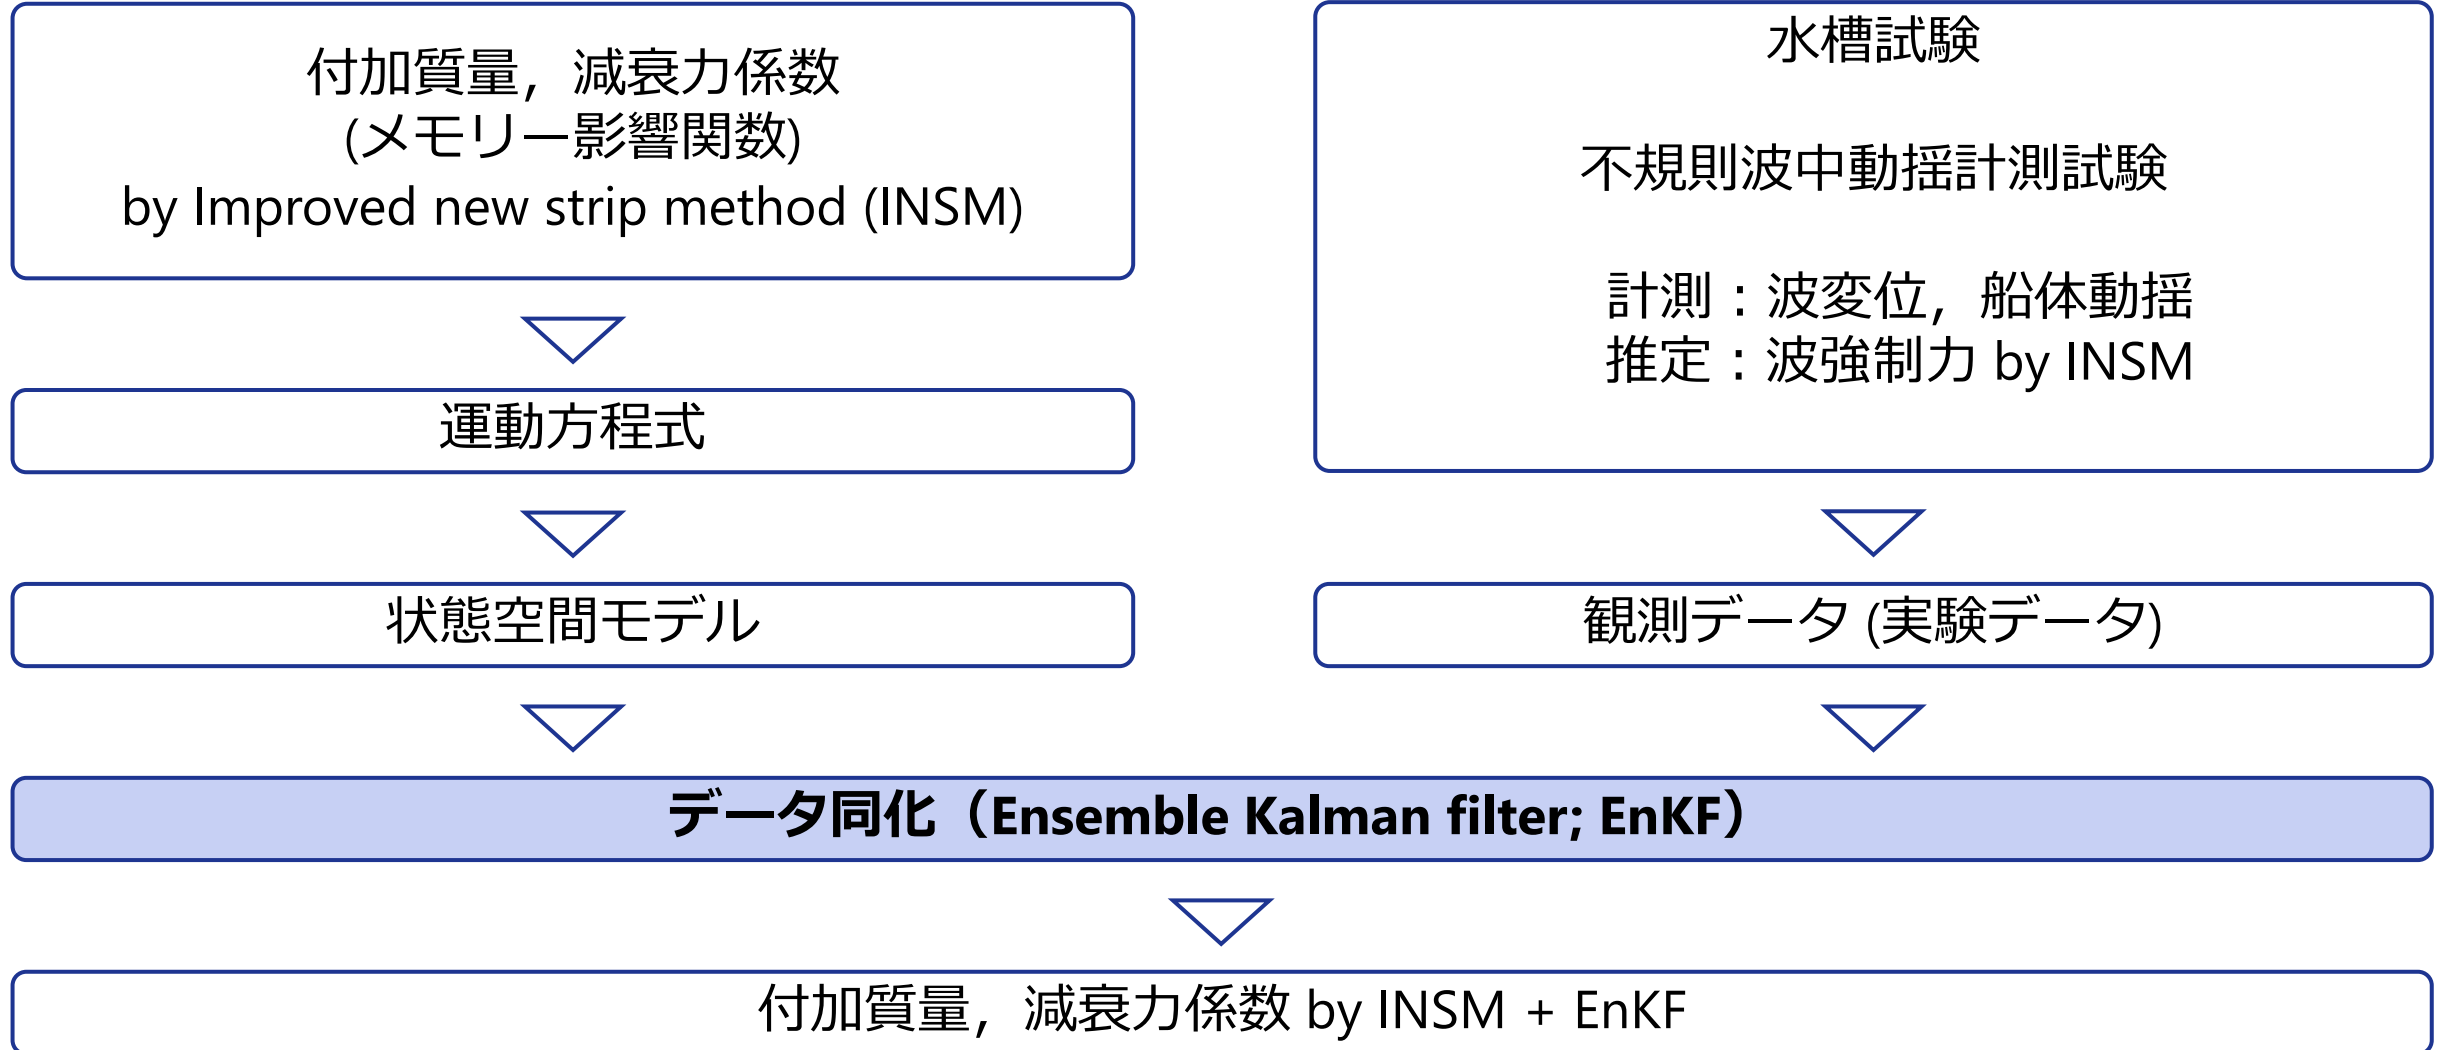 付加質量，減衰力係数
(メモリー影響関数)
by Improved new strip method (INSM)
運動方程式
状態空間モデル
水槽試験
不規則波中動揺計測試験
計測：波変位，船体動揺
推定：波強制力 by INSM
観測データ (実験データ)
データ同化（Ensemble Kalman filter; EnKF）
付加質量，減衰力係数 by INSM + EnKF